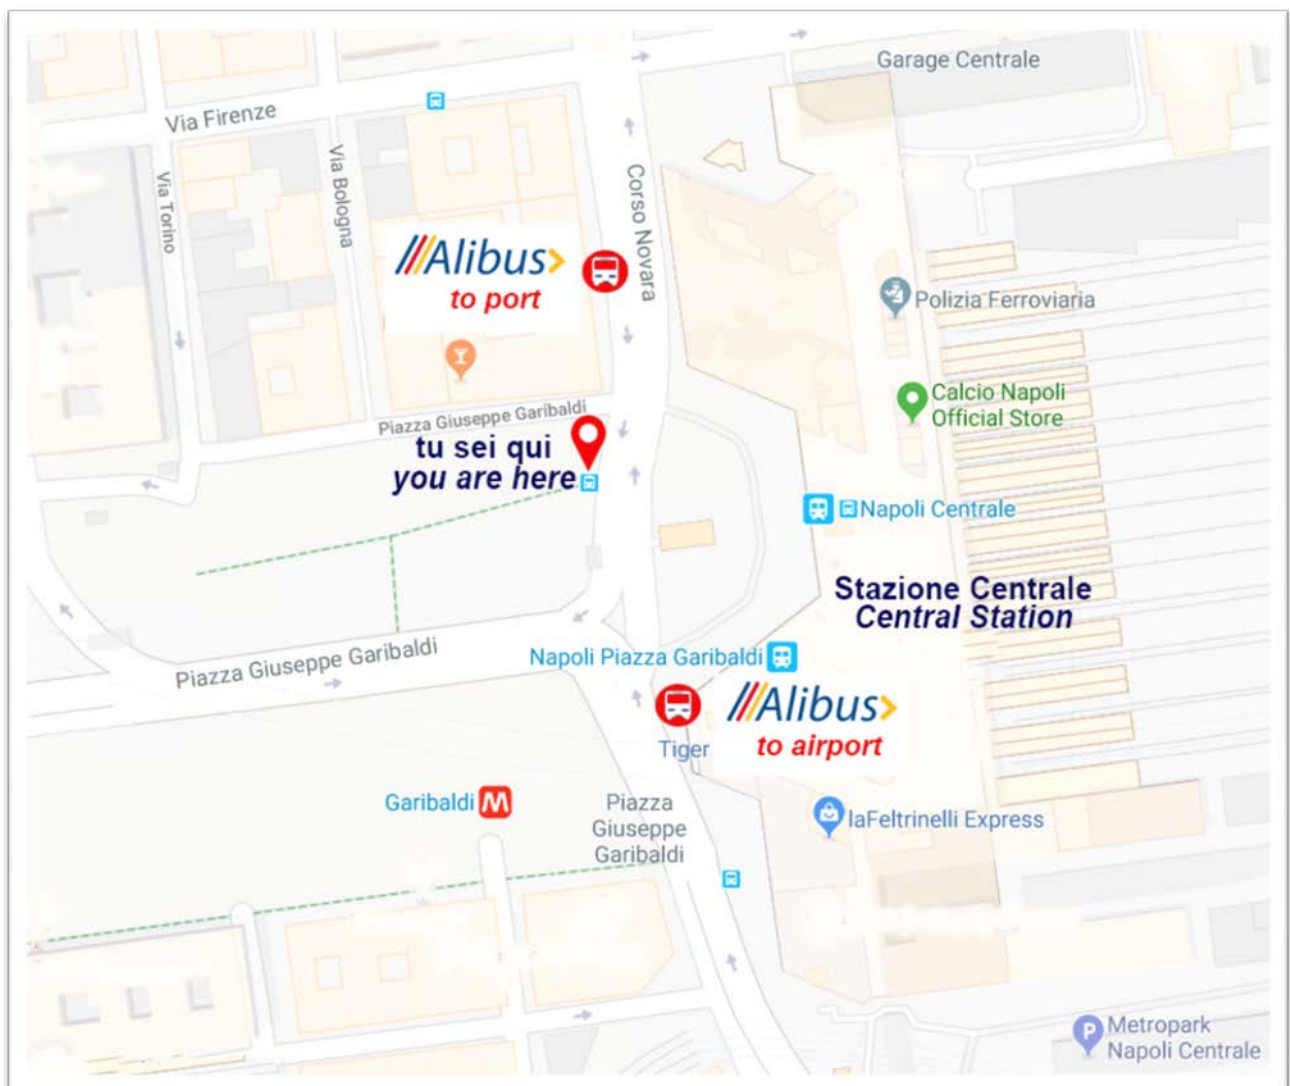 Garage Centrale
Via Firenze
Via Torino
Via Bologna
Corso Novara
Alibus
to port
Polizia Ferroviaria
Calcio Napoli
Official Store
Piazza Giuseppe Garibaldi
tu sei qui
you are here
Napoli Centrale
Stazione Centrale
Central Station
Piazza Giuseppe Garibaldi
Napoli Piazza Garibaldi
Alibus
to airport
Tiger
Garibaldi M
Piazza
Giuseppe
Garibaldi
laFeltrinelli Express
P
Metropark
Napoli Centrale